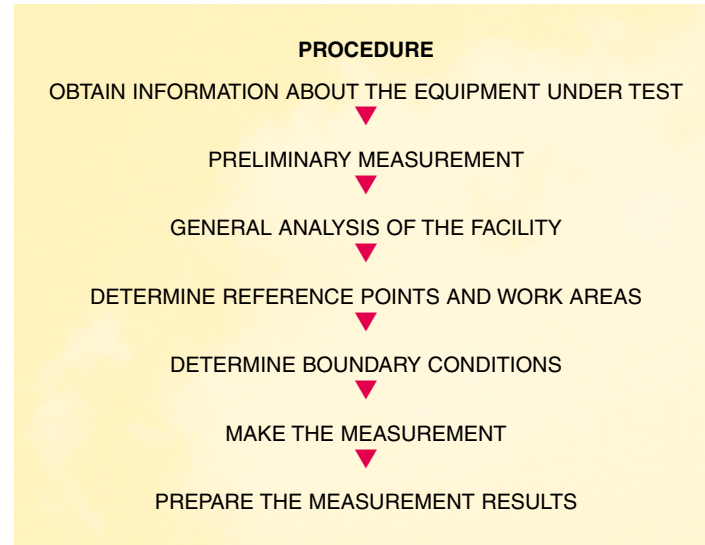 PROCEDURE
OBTAIN INFORMATION ABOUT THE EQUIPMENT UNDER TEST
PRELIMINARY MEASUREMENT
GENERAL ANALYSIS OF THE FACILITY
DETERMINE REFERENCE POINTS AND WORK AREAS
DETERMINE BOUNDARY CONDITIONS
MAKE THE MEASUREMENT
PREPARE THE MEASUREMENT RESULTS